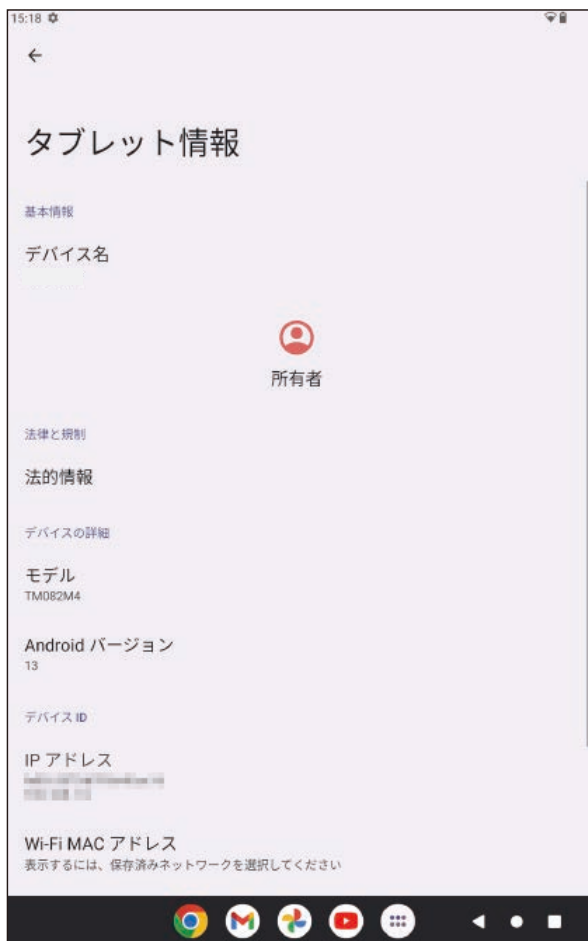 15:18
タブレット情報
基本情報
デバイス名
所有者
法律と規制
法的情報
デバイスの詳細
モデル
TM082M4
Android バージョン
13
デバイス ID
IP アドレス
Wi-Fi MAC アドレス
表示するには、保存済みネットワークを選択してください